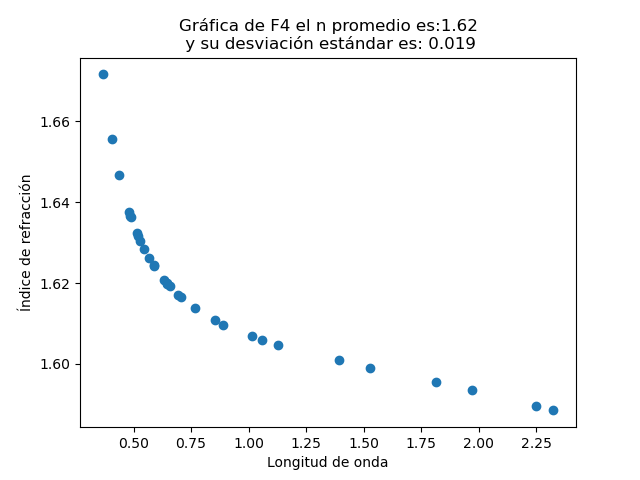 Gráfica de F4 el n promedio es:1.62
y su desviación estándar es: 0.019
1.66
1.64
1.62
1.60
Índice de refracción
0.50 0.75 1.00 1.25 1.50 1.75 2.00 2.25
Longitud de onda